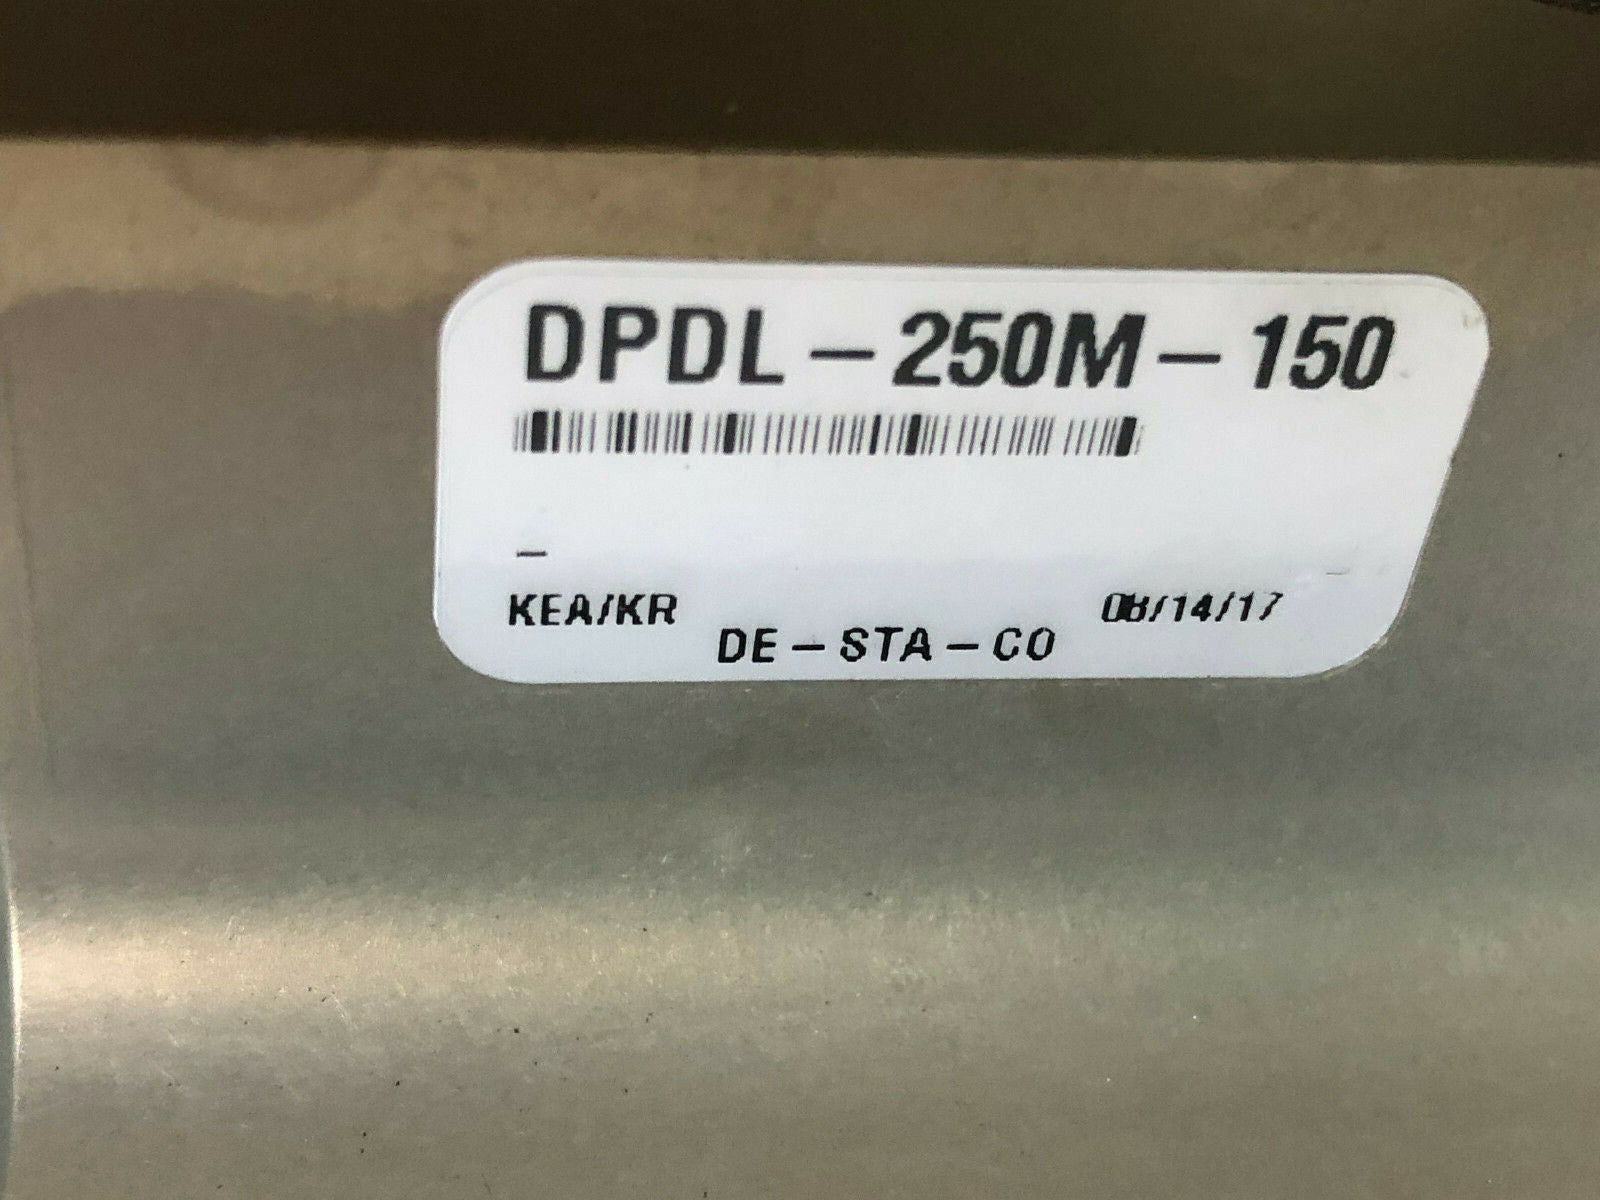 DPDL-250M-150
-
KEA/KR 08/14/17
DE-STA-CO